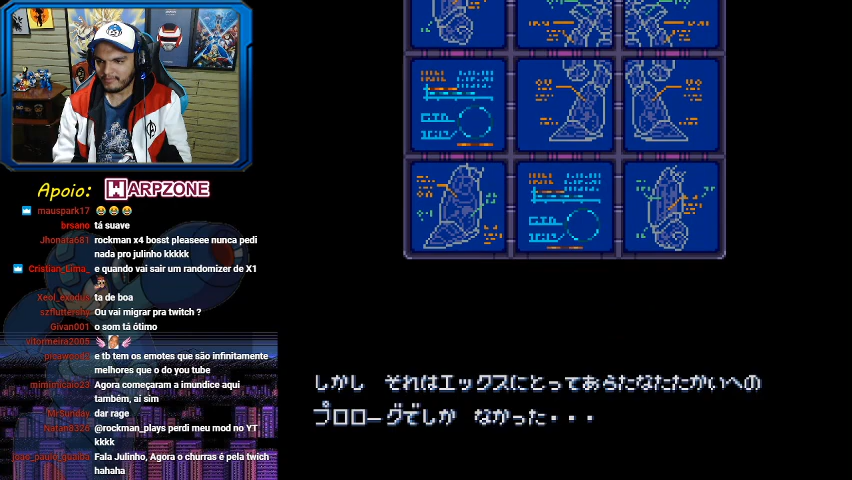 Apoio: WARPZONE
mauspark17
brsano tá suave
Jhonata681 rockman x4 bosst pleaseee nunca pedi
nada pro julinho kkkkk
Cristian_Lima_ e quando vai sair um randomizer de X1
Xeol_exodus ta de boa
szfluttershy Ou vai migrar pra twitch ?
Givan001 o som tá ótimo
vitormeira2005
e tb tem os emotes que são infinitamente
melhores que o do you tube
mimimicaio23 Agora começaram a imundice aqui
também, ai sim
MrSunday dar rage
Natan8307 @rockman_plays perdi meu mod no YT
kkkk
joao_paulo_gualda Fala Julinho, Agora o churras é pela twich
hahaha
しかし それはエックスにとってあらたなたたかいへの
プロローグでしか なかった・・・